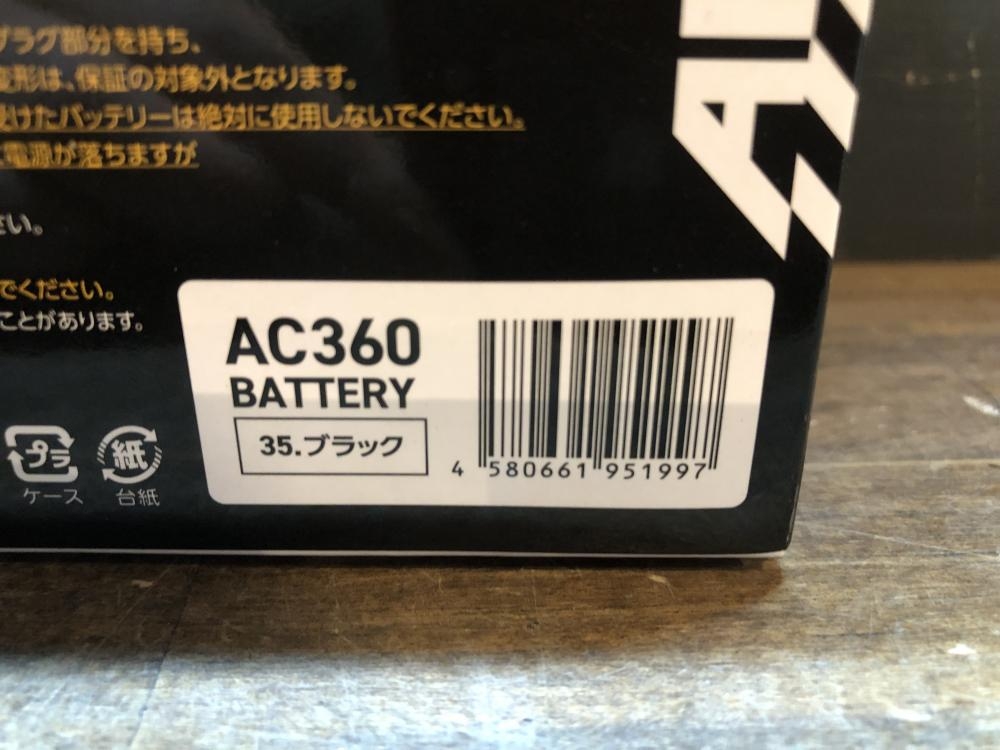 プラグ部分を持ち、
変形は、保証の対象外となります。
受けたバッテリーは絶対に使用しないでください。
電源が落ちますが
さい。
でください。
ことがあります。
AC360
BATTERY
35.ブラック
4 580661 951997
プラ
紙
ケース
台紙